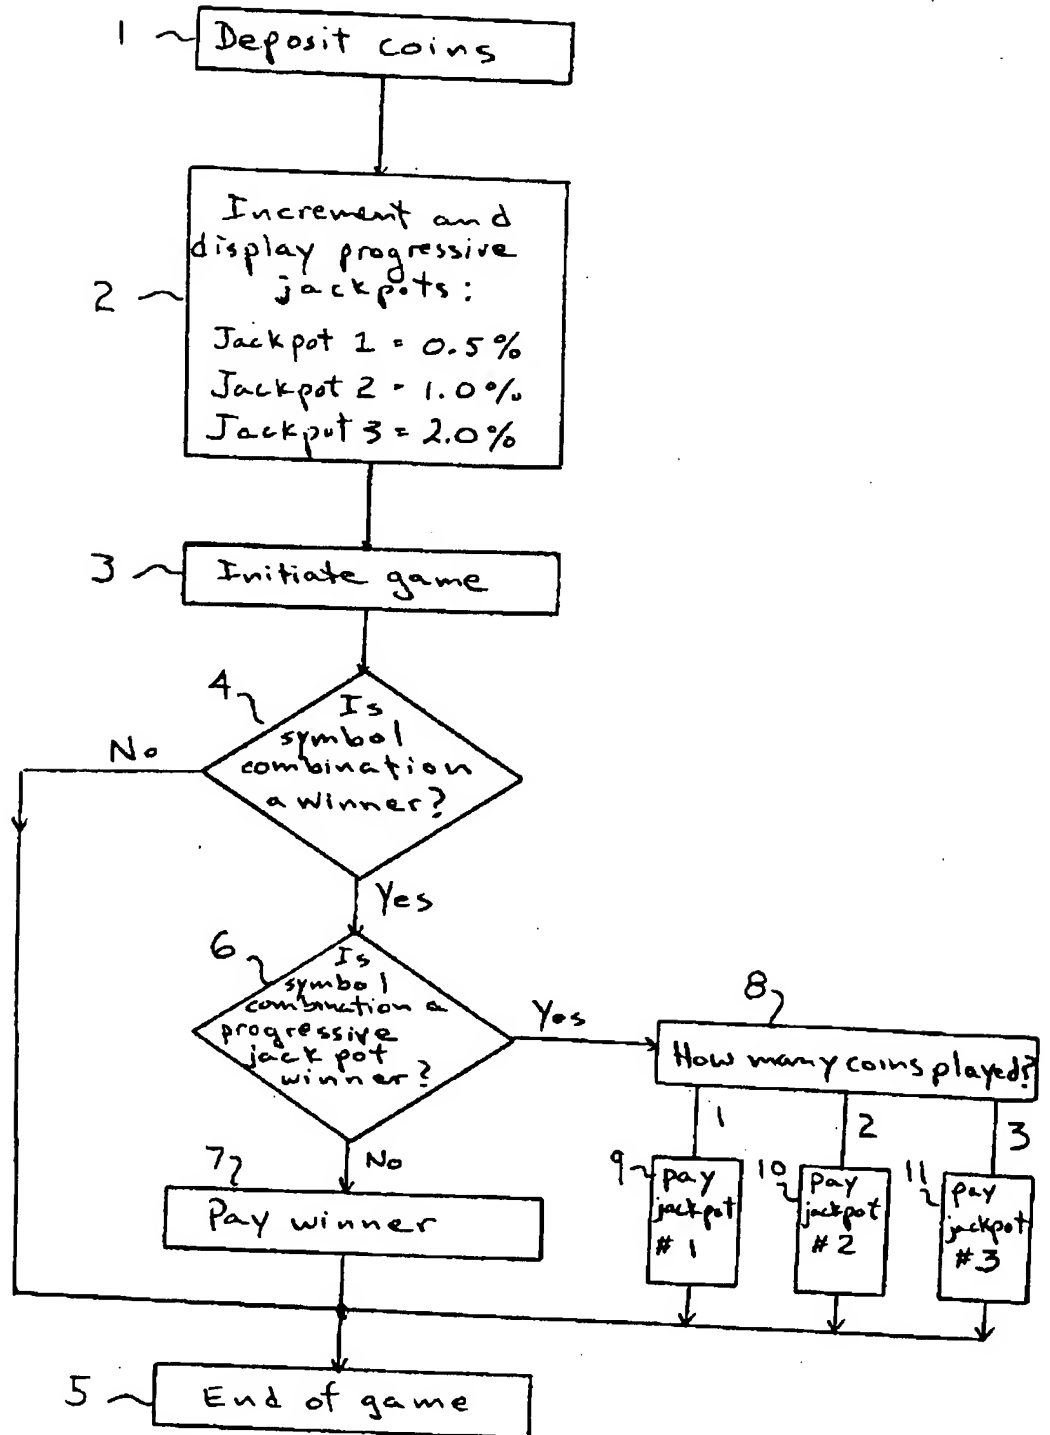 1
Deposit coins
2
Increment and
display progressive
jackpots:
Jackpot 1 = 0.5%
Jackpot 2 = 1.0%
Jackpot 3 = 2.0%
3
Initiate game
4
Is
symbol
combination
a winner?
No
Yes
6
Is
symbol
combination a
progressive
jackpot
winner?
Yes
8
How many coins played?
1
2
3
9
pay
jackpot
# 1
10
pay
jackpot
# 2
11
pay
jackpot
# 3
No
7
Pay winner
5
End of game